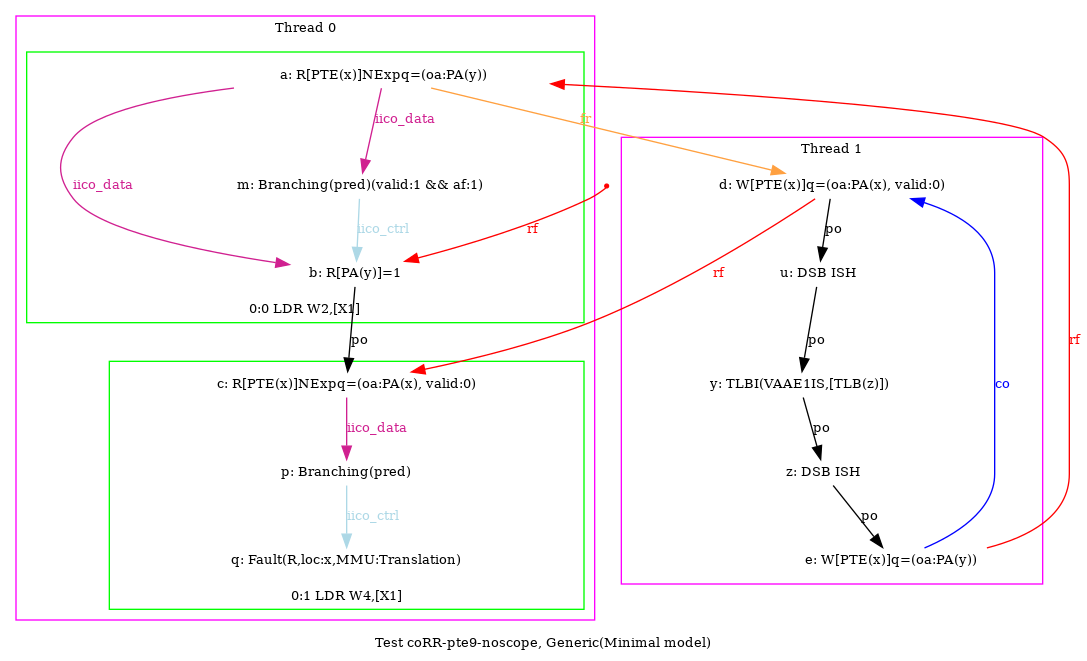 Thread 0
a: R[PTE(x)]NExpq=(oa:PA(y))
iico_data
fr
Thread 1
iico_data
m: Branching(pred)(valid:1 && af:1)
d: W[PTE(x)]q=(oa:PA(x), valid:0)
iico_ctrl
rf
po
b: R[PA(y)]=1
rf
u: DSB ISH
0:0 LDR W2,[X1]
po
po
rf
c: R[PTE(x)]NExpq=(oa:PA(x), valid:0)
y: TLBI(VAAE1IS,[TLB(z)])
co
iico_data
po
p: Branching(pred)
z: DSB ISH
iico_ctrl
po
q: Fault(R,loc:x,MMU:Translation)
e: W[PTE(x)]q=(oa:PA(y))
0:1 LDR W4,[X1]
Test coRR-pte9-noscope, Generic(Minimal model)